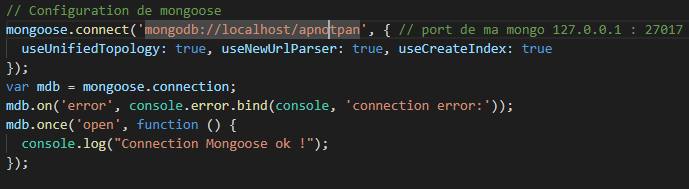 // Configuration de mongoose
mongoose.connect('mongodb://localhost/apnotpan', { // port de ma mongo 127.0.0.1 : 27017
useUnifiedTopology: true, useNewUrlParser: true, useCreateIndex: true
});
var mdb = mongoose.connection;
mdb.on('error', console.error.bind(console, 'connection error:'));
mdb.once('open', function () {
console.log("Connection Mongoose ok !");
});